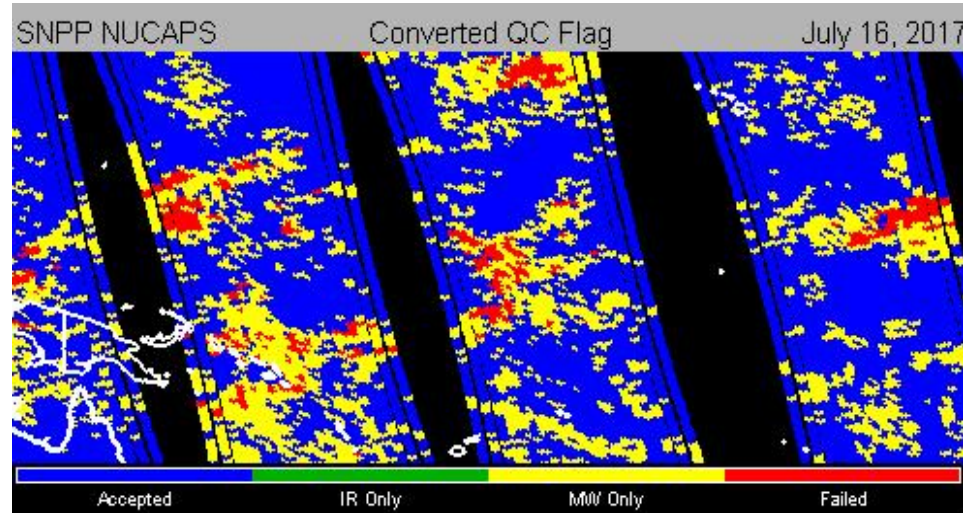 SNPP NUCAPS Converted QC Flag July 16, 2017
Accepted IR Only MW Only Failed